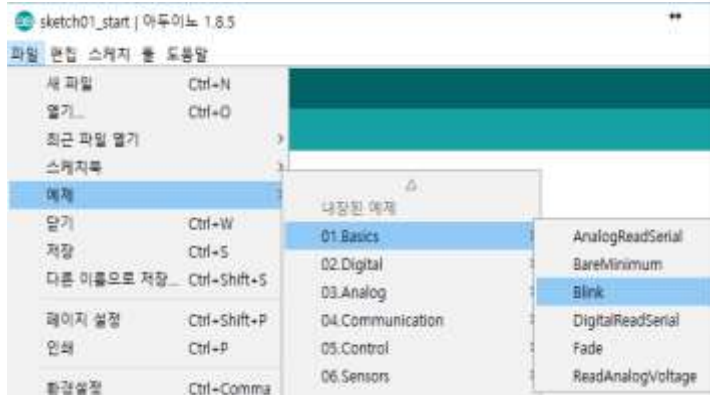 sketch01_start | 아두이노 1.8.5
파일 편집 스케치 툴 도움말
새 파일 Ctrl+N
열기... Ctrl+O
최근 파일 열기
스케치북
예제
닫기 Ctrl+W
저장 Ctrl+S
다른 이름으로 저장... Ctrl+Shift+S
페이지 설정 Ctrl+Shift+P
인쇄 Ctrl+P
환경설정 Ctrl+Comma
내장된 예제
01.Basics
02.Digital
03.Analog
04.Communication
05.Control
06.Sensors
AnalogReadSerial
BareMinimum
Blink
DigitalReadSerial
Fade
ReadAnalogVoltage